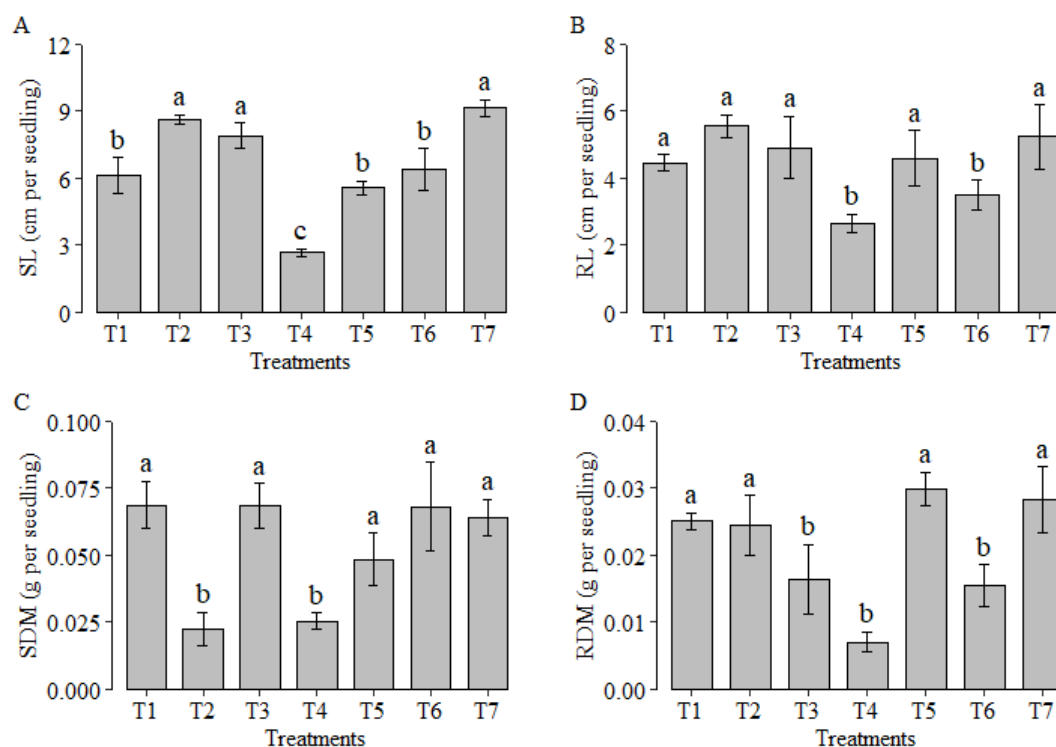 A
SL (cm per seedling)
12
9
6
3
0
b
a
a
c
b
b
a
T1 T2 T3 T4 T5 T6 T7
Treatments
B
RL (cm per seedling)
8
6
4
2
0
a
a
a
b
a
b
a
T1 T2 T3 T4 T5 T6 T7
Treatments
C
SDM (g per seedling)
0.100
0.075
0.050
0.025
0.000
a
b
a
b
a
a
a
T1 T2 T3 T4 T5 T6 T7
Treatments
D
RDM (g per seedling)
0.04
0.03
0.02
0.01
0.00
a
a
b
b
a
b
a
T1 T2 T3 T4 T5 T6 T7
Treatments